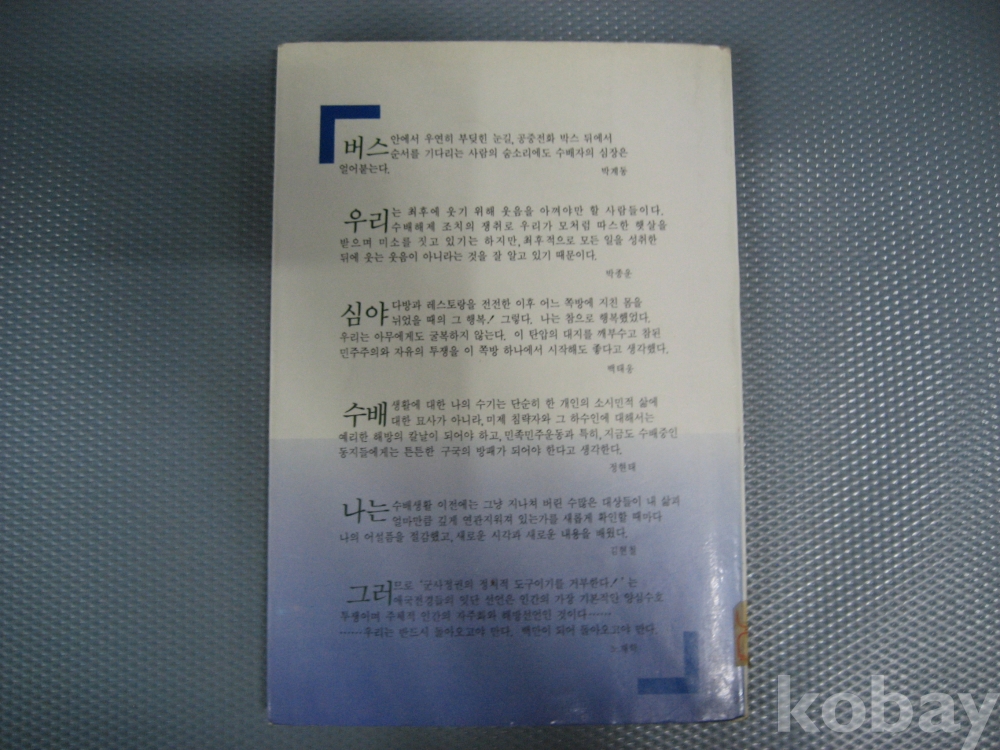 버스안에서 우연히 부딪힌 눈길, 공중전화 박스 뒤에서
순서를 기다리는 사람의 숨소리에도 수배자의 심장은
얼어붙는다.
박계동
우리는 최후에 웃기 위해 웃음을 아껴야만 할 사람들이다.
수배해제 조치의 쟁취로 우리가 모처럼 따스한 햇살을
받으며 미소를 짓고 있기는 하지만, 최후적으로 모든 일을 성취한
뒤에 웃는 웃음이 아니라는 것을 잘 알고 있기 때문이다.
박종운
심야다방과 레스토랑을 전전한 이후 어느 쪽방에 지친 몸을
뉘었을 때의 그 행복! 그렇다. 나는 참으로 행복했었다.
우리는 아무에게도 굴복하지 않는다. 이 탄압의 대지를 깨부수고 참된
민주주의와 자유의 투쟁을 이 쪽방 하나에서 시작해도 좋다고 생각했다.
백태웅
수배생활에 대한 나의 수기는 단순히 한 개인의 소시민적 삶에
대한 묘사가 아니라, 미제 침략자와 그 하수인에 대해서는
예리한 해방의 칼날이 되어야 하고, 민족민주운동과 특히, 지금도 수배중인
동지들에게는 든든한 구국의 방패가 되어야 한다고 생각한다.
정현태
나는수배생활 이전에는 그냥 지나쳐 버린 수많은 대상들이 내 삶과
얼마만큼 깊게 연관지워져 있는가를 새롭게 확인할 때마다
나의 어설픔을 절감했고, 새로운 시각과 새로운 내용을 배웠다.
그러므로 '군사정권의 정치적 도구이기를 거부한다!' 는
애국전경들의 잇단 선언은 인간의 가장 기본적인 양심수호
투쟁이며 주체적 인간의 자주화와 해방선언인 것이다……
……우리는 반드시 돌아오고야 만다. 백만이 되어 돌아오고야 만다
kobay